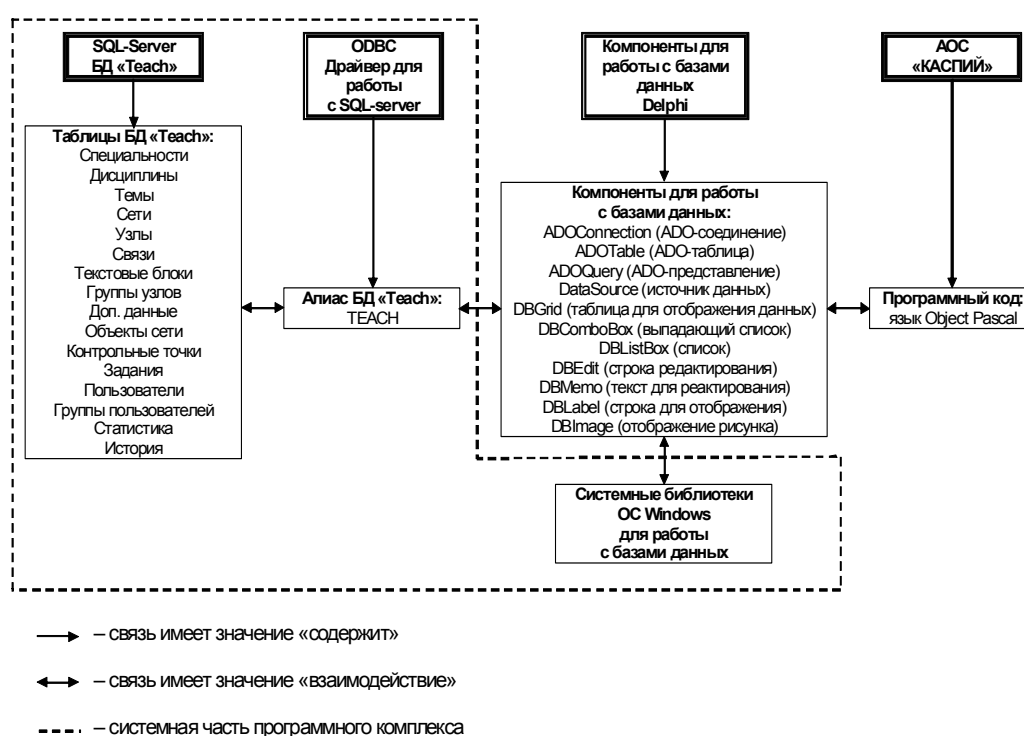 SQL-Server
БД «Teach»
ODBC
Драйвер для
работы
с SQL-server
Компоненты для
работы с базами
данных
Delphi
АОС
«КАСПИЙ»
Таблицы БД «Teach»:
Специальности
Дисциплины
Темы
Сети
Узлы
Связи
Текстовые блоки
Группы узлов
Доп. данные
Объекты сети
Контрольные точки
Задания
Пользователи
Группы пользователей
Статистика
История
Алиас БД «Teach»:
TEACH
Компоненты для работы
с базами данных:
ADOConnection (ADO-соединение)
ADOTable (ADO-таблица)
ADOQuery (ADO-представление)
DataSource (источник данных)
DBGrid (таблица для отображения данных)
DBComboBox (выпадающий список)
DBListBox (список)
DBEdit (строка редактирования)
DBMemo (текст для реактирования)
DBLabel (строка для отображения)
DBImage (отображение рисунка)
Программный код:
язык Object Pascal
Системные библиотеки
ОС Windows
для работы
с базами данных
– связь имеет значение «содержит»
– связь имеет значение «взаимодействие»
– системная часть программного комплекса